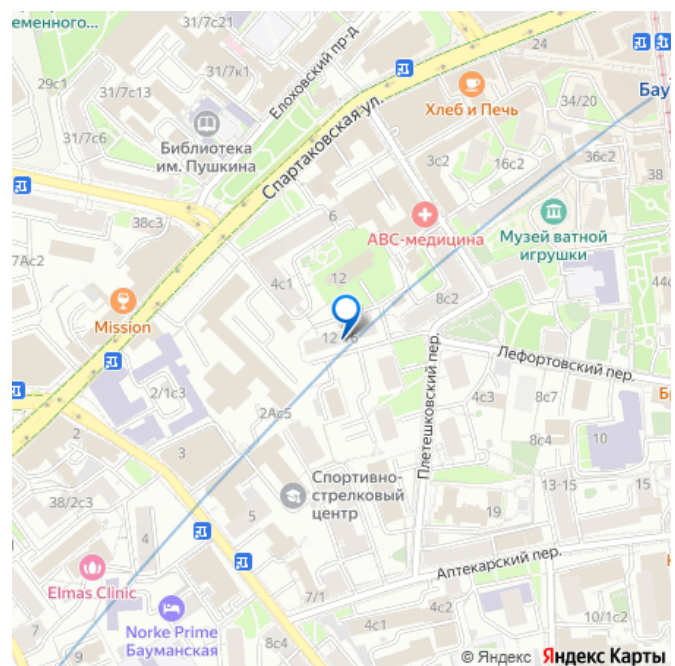 еменного...
31/7с21
29с1
31/7с13
31/7к1
Елоховский пр-д
24
Хлеб и Печь
34/20
Бау
31/7с6
Библиотека
им. Пушкина
Спартаковская ул.
3с2
16с2
36с2
38
38с3
6
АВС-медицина
Музей ватной
игрушки
7Ас2
4с1
12
8с2
44с
Mission
12
Лефортовский пер.
Плетешковский пер.
2/1с3
2Ас5
4с3
8с7
Бр
2
3
8с4
10
38/2с3
Спортивно-
стрелковый
центр
13-15
15
4
5
19
Аптекарский пер.
Elmas Clinic
7/1
Norke Prime
Бауманская
4с1
4с2
10/1с2
7
9
8с4
© Яндекс Яндекс Карты